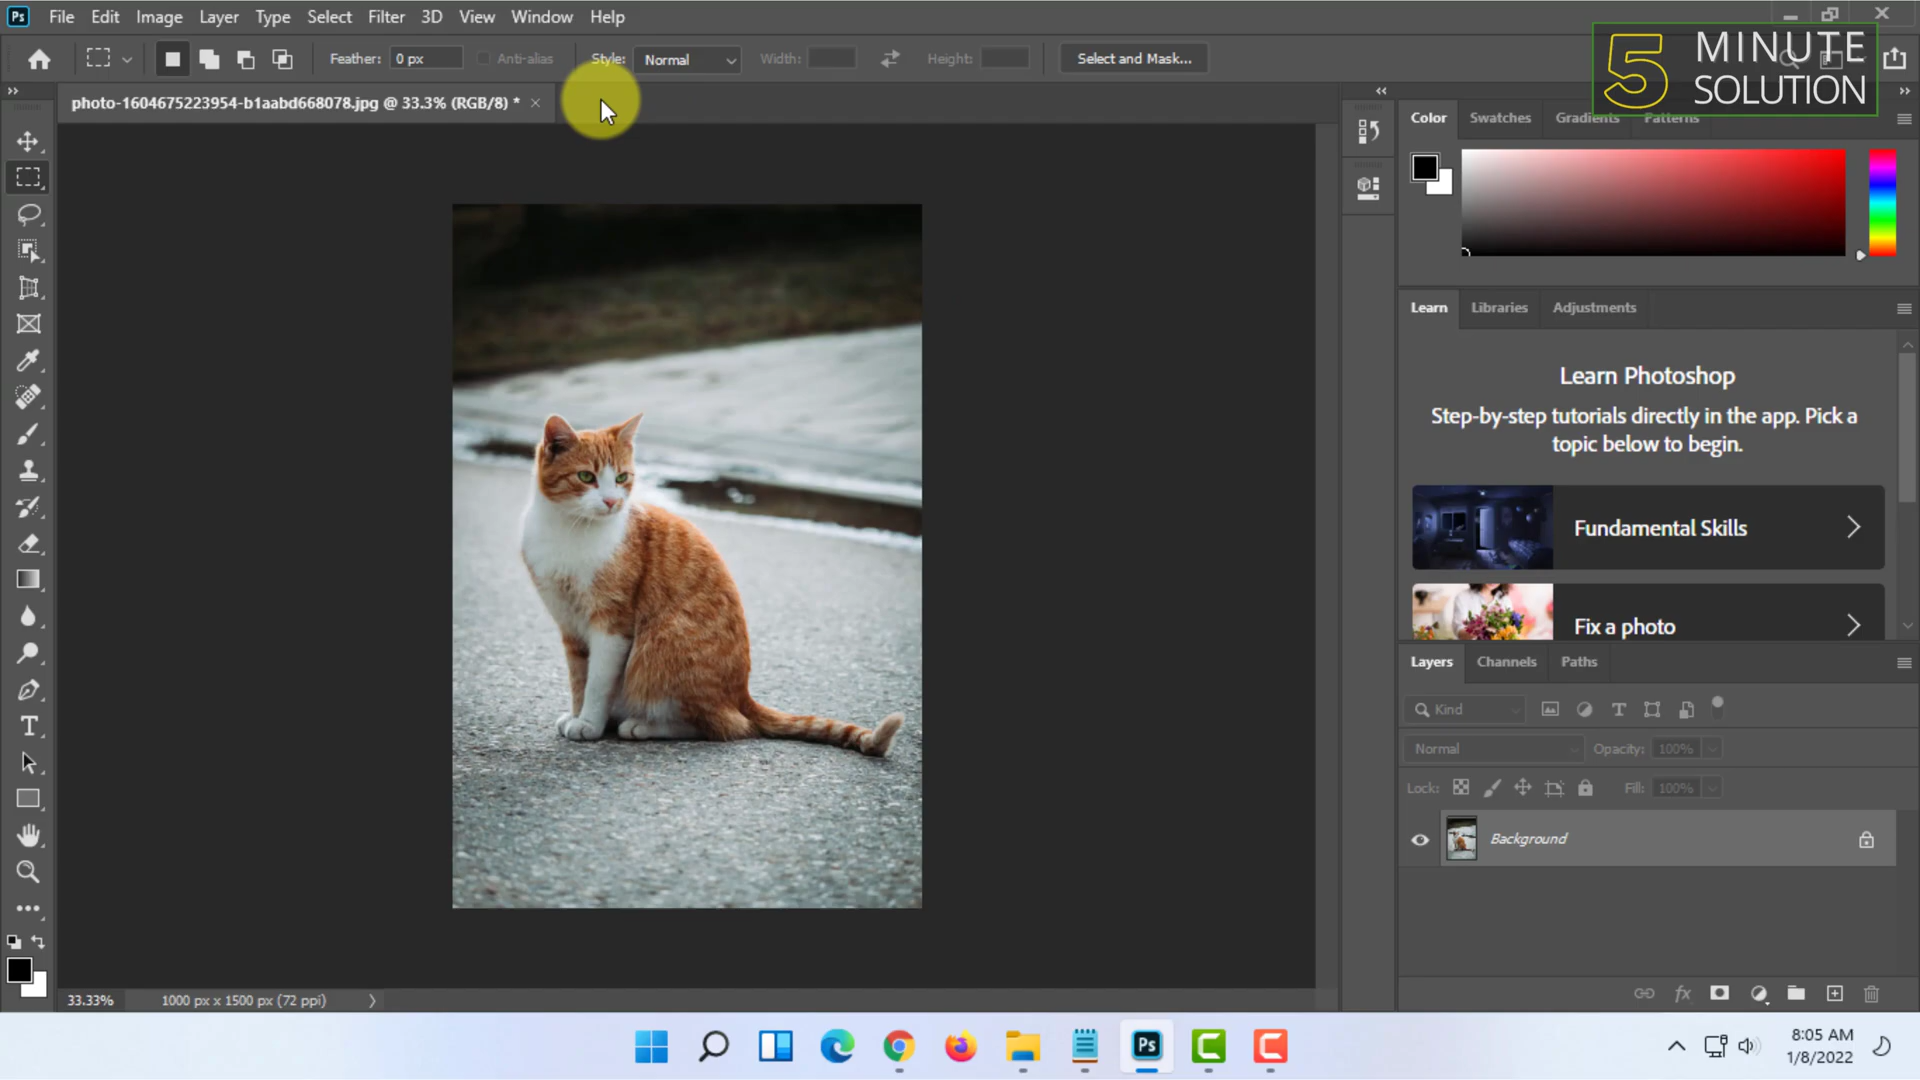 Ps File Edit Image Layer Type Select Filter 3D View Window Help
Feather: 0 px Anti-alias Style: Normal Width: Height: Select and Mask...
5 MINUTE
SOLUTION
photo-1604675223954-b1aabd668078.jpg @ 33.3% (RGB/8) *
Color Swatches Gradients Patterns
Learn Libraries Adjustments
Learn Photoshop
Step-by-step tutorials directly in the app. Pick a
topic below to begin.
Fundamental Skills
Fix a photo
Layers Channels Paths
Kind
Normal Opacity: 100%
Lock: Fill: 100%
Background
33.33% 1000 px x 1500 px (72 ppi)
Ps
8:05 AM
1/8/2022